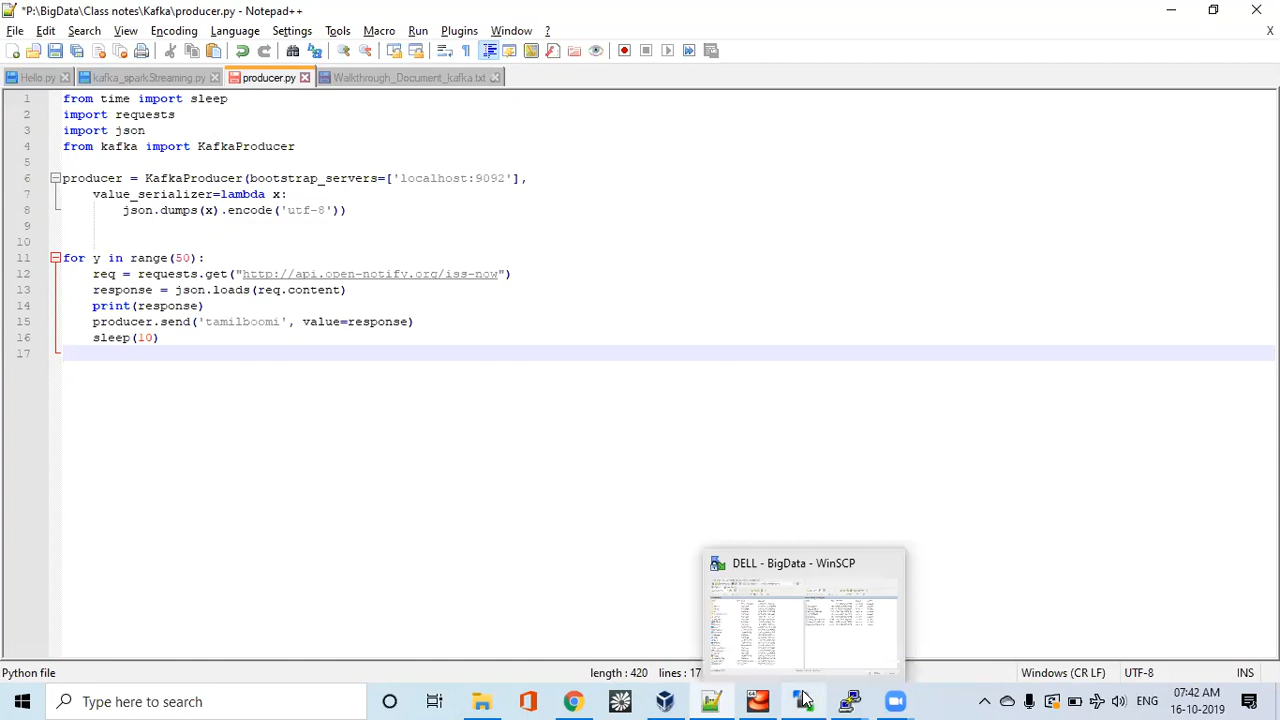 *P:\BigData\Class notes\Kafka\producer.py - Notepad++
File Edit Search View Encoding Language Settings Tools Macro Run Plugins Window ? X
Hello.py kafka_sparkStreaming.py producer.py Walkthrough_Document_kafka.txt
1 from time import sleep
2 import requests
3 import json
4 from kafka import KafkaProducer
5
6 producer = KafkaProducer(bootstrap_servers=['localhost:9092'],
7 value_serializer=lambda x:
8 json.dumps(x).encode('utf-8'))
9
10
11 for y in range(50):
12 req = requests.get("http://api.open-notify.org/iss-now")
13 response = json.loads(req.content)
14 print(response)
15 producer.send('tamilboomi', value=response)
16 sleep(10)
17
DELL - BigData - WinSCP
Python file length : 420 lines : 17 Windows (CR LF) UTF-8 INS
Type here to search
ENG
07:42 AM
16-10-2019